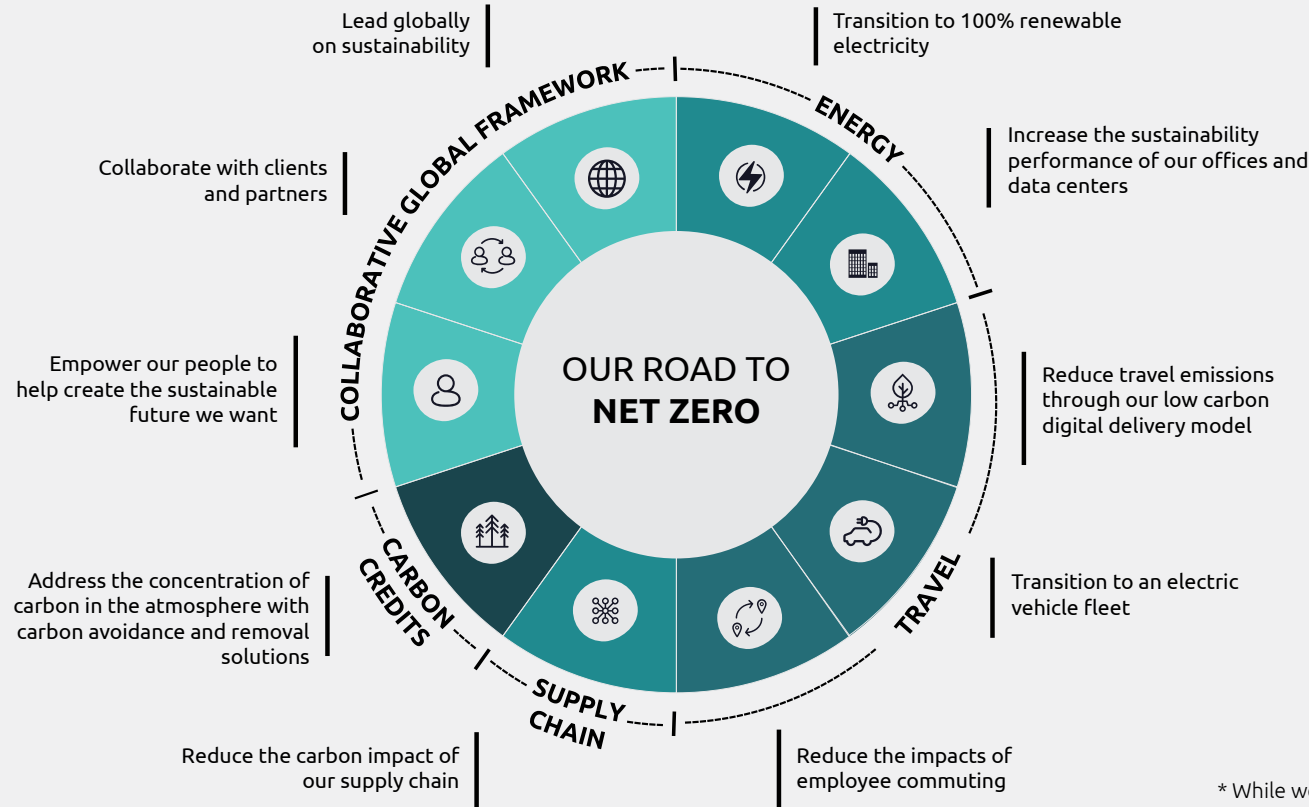 Lead globally
on sustainability
Transition to 100% renewable
electricity
COLLABORATIVE GLOBAL FRAMEWORK
ENERGY
Increase the sustainability
performance of our offices and
data centers
Collaborate with clients
and partners
Empower our people to
help create the sustainable
future we want
OUR ROAD TO
NET ZERO
Reduce travel emissions
through our low carbon
digital delivery model
Address the concentration of
carbon in the atmosphere with
carbon avoidance and removal
solutions
CARBON
CREDITS
TRAVEL
Transition to an electric
vehicle fleet
SUPPLY
CHAIN
Reduce the carbon impact of
our supply chain
Reduce the impacts of
employee commuting
* While we